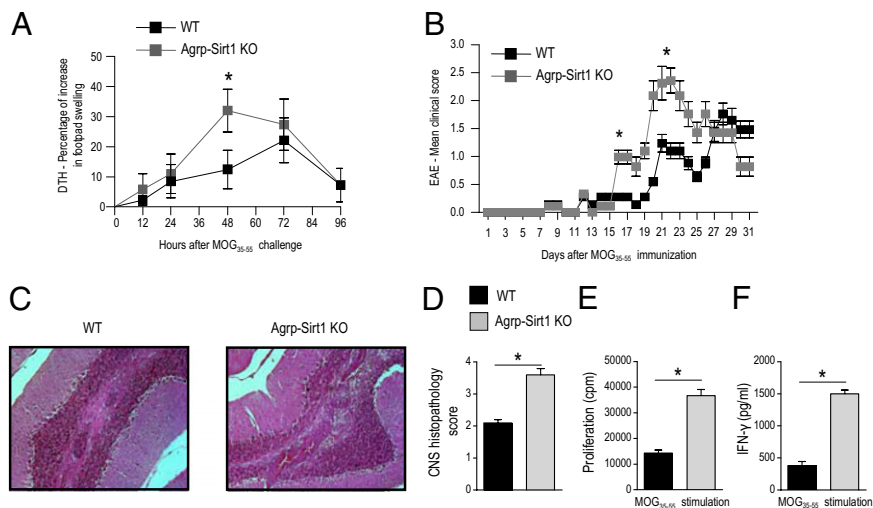 A
WT
Agrp-Sirt1 KO
DTH - Percentage of increase
in footpad swelling
50
40
30
20
10
0
*
0 12 24 36 48 60 72 84 96
Hours after MOG35-55 challenge
B
WT
Agrp-Sirt1 KO
EAE - Mean clinical score
3.0
2.5
2.0
1.5
1.0
0.5
0.0
*
*
1 3 5 7 9 11 13 15 17 19 21 23 25 27 29 31
Days after MOG35-55 immunization
C
WT
Agrp-Sirt1 KO
D
WT
Agrp-Sirt1 KO
CNS histopathology
score
4
3
2
1
0
*
E
Proliferation (cpm)
50000
40000
30000
20000
10000
0
*
MOG35-55 stimulation
F
IFN-γ (pg/ml)
2000
1500
1000
500
0
*
MOG35-55 stimulation